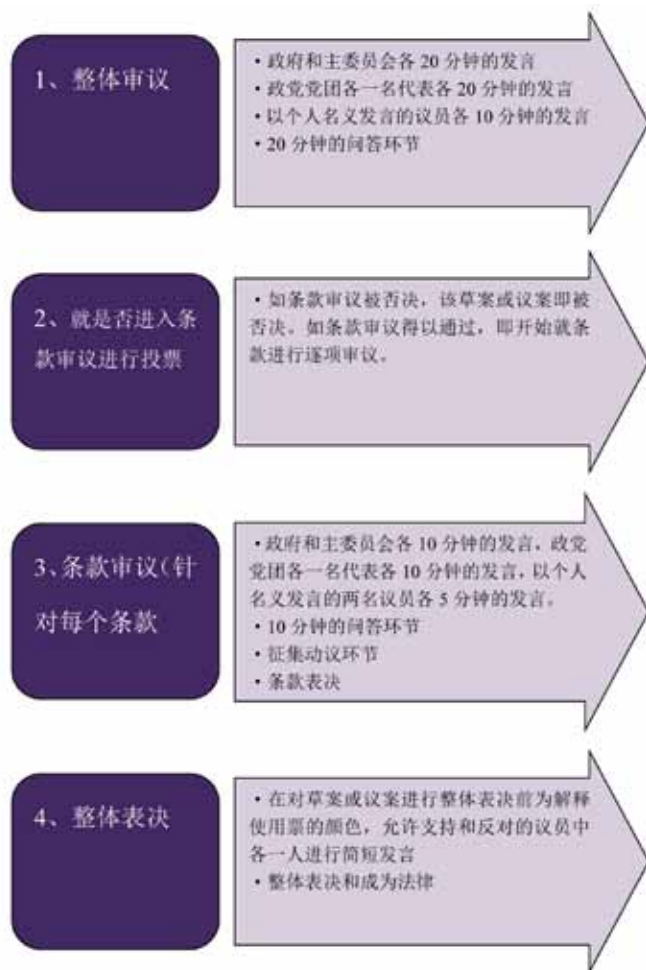 1、整体审议
・政府和主委员会各 20 分钟的发言
・政党党团各一名代表各 20 分钟的发言
・以个人名义发言的议员各 10 分钟的发言
・20 分钟的问答环节
2、就是否进入条
款审议进行投票
・如条款审议被否决，该草案或议案即被
否决。如条款审议得以通过，即开始就条
款进行逐项审议。
3、条款审议（针
对每个条款
・政府和主委员会各 10 分钟的发言，政党
党团各一名代表各 10 分钟的发言，以个人
名义发言的两名议员各 5 分钟的发言。
・10 分钟的问答环节
・征集动议环节
・条款表决
4、整体表决
・在对草案或议案进行整体表决前为解释
使用票的颜色，允许支持和反对的议员中
各一人进行简短发言
・整体表决和成为法律